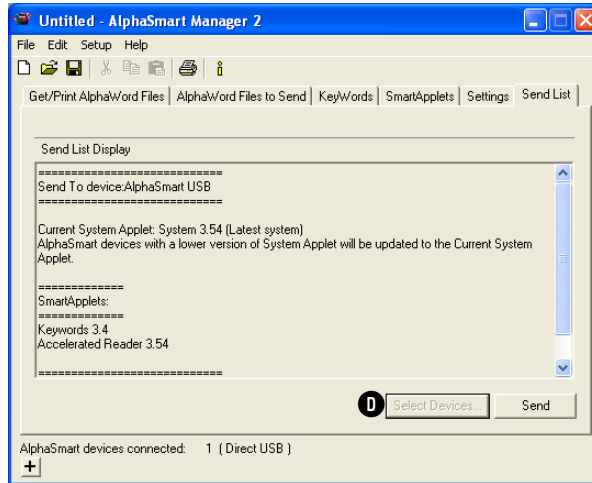 Untitled - AlphaSmart Manager 2
File Edit Setup Help
Get/Print AlphaWord Files AlphaWord Files to Send KeyWords SmartApplets Settings Send List
Send List Display
============================
Send To device:AlphaSmart USB
============================
Current System Applet: System 3.54 (Latest system)
AlphaSmart devices with a lower version of System Applet will be updated to the Current System
Applet.
=============
SmartApplets:
=============
Keywords 3.4
Accelerated Reader 3.54
============================
D Select Devices... Send
AlphaSmart devices connected: 1 ( Direct USB )
+